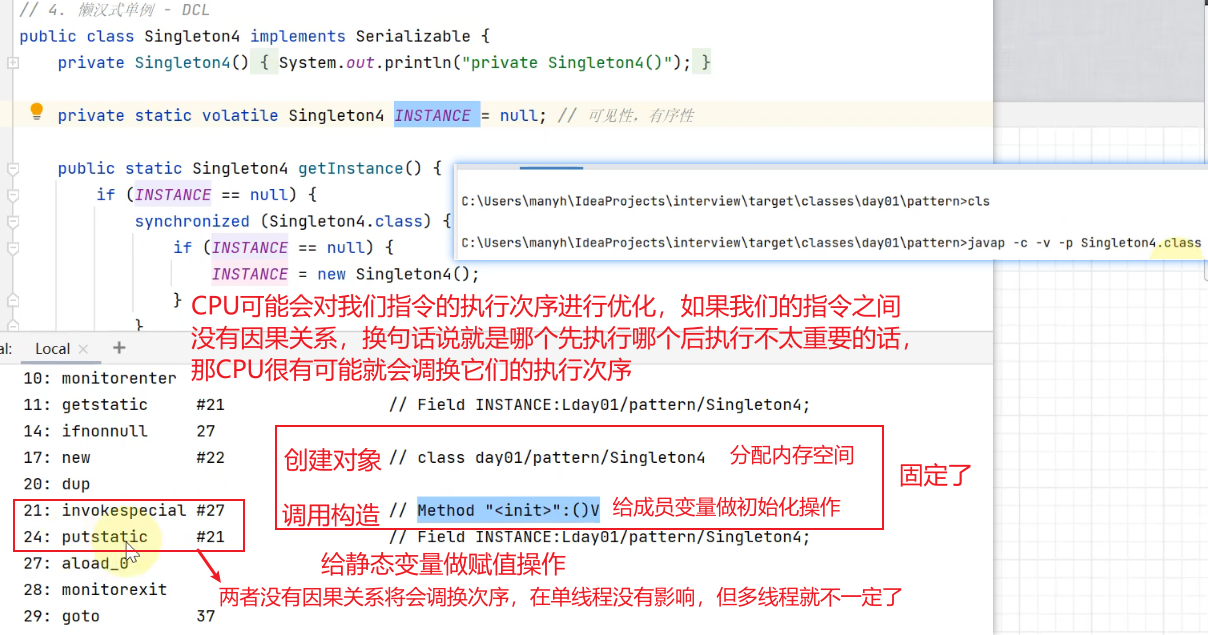 // 4. 懒汉式单例 - DCL
public class Singleton4 implements Serializable {
private Singleton4() { System.out.println("private Singleton4()"); }
private static volatile Singleton4 INSTANCE = null; // 可见性，有序性
public static Singleton4 getInstance() {
if (INSTANCE == null) {
synchronized (Singleton4.class) {
if (INSTANCE == null) {
INSTANCE = new Singleton4();
}
}
C:\Users\manyh\IdeaProjects\interview\target\classes\day01\pattern>cls
C:\Users\manyh\IdeaProjects\interview\target\classes\day01\pattern>javap -c -v -p Singleton4.class
CPU可能会对我们指令的执行次序进行优化，如果我们的指令之间
没有因果关系，换句话说就是哪个先执行哪个后执行不太重要的话，
那CPU很有可能就会调换它们的执行次序
al: Local × +
10: monitorenter
11: getstatic #21 // Field INSTANCE:Lday01/pattern/Singleton4;
14: ifnonnull 27
17: new #22 创建对象 // class day01/pattern/Singleton4 分配内存空间
固定了
20: dup
21: invokespecial #27 调用构造 // Method "<init>":()V 给成员变量做初始化操作
24: putstatic #21 // Field INSTANCE:Lday01/pattern/Singleton4;
27: aload_0 给静态变量做赋值操作
28: monitorexit 两者没有因果关系将会调换次序，在单线程没有影响，但多线程就不一定了
29: goto 37